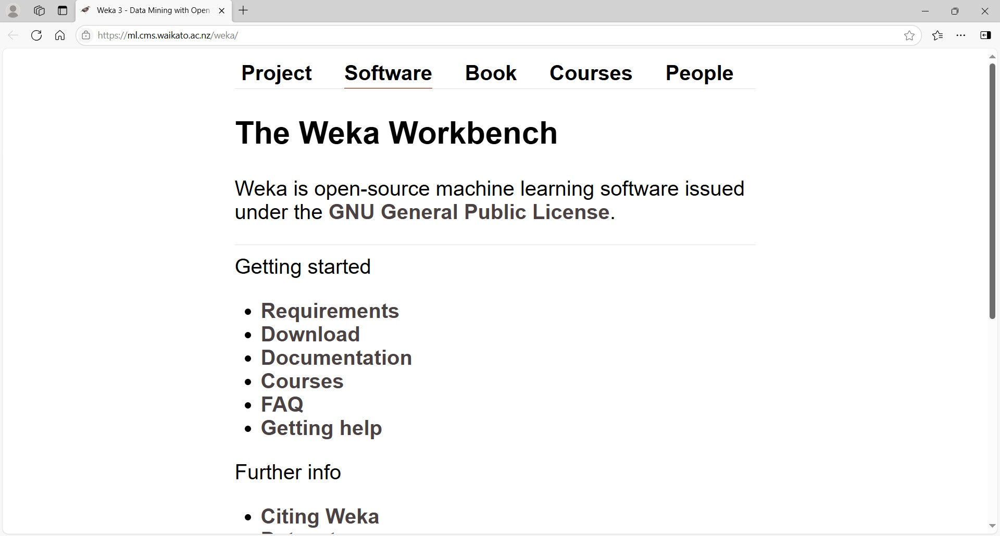 Weka 3 - Data Mining with Open
https://ml.cms.waikato.ac.nz/weka/
Project Software Book Courses People
The Weka Workbench
Weka is open-source machine learning software issued
under the GNU General Public License.
Getting started
Requirements
Download
Documentation
Courses
FAQ
Getting help
Further info
Citing Weka